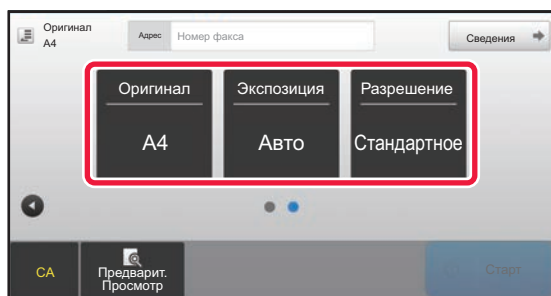 Оригинал
A4
Адрес
Номер факса
Сведения
Оригинал
Экспозиция
Разрешение
A4
Авто
Стандартное
CA
Предварит.
Просмотр
Старт